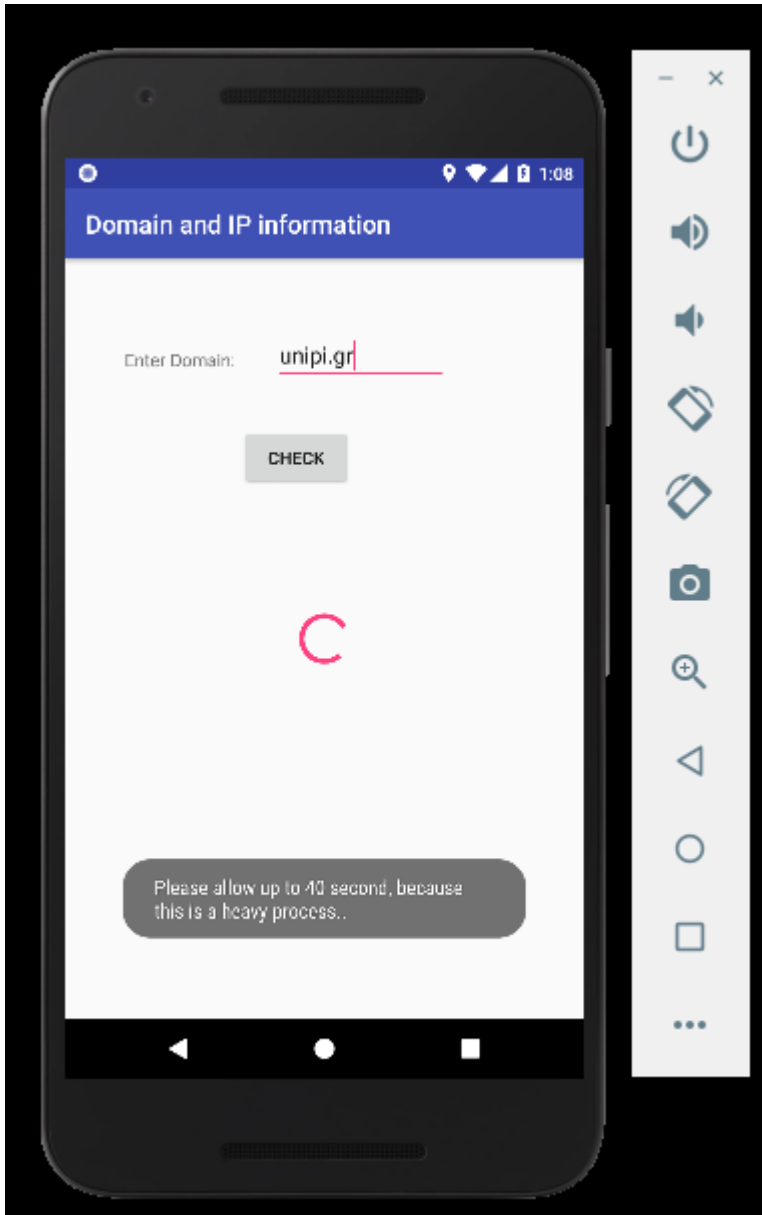 1:08
Domain and IP information
Enter Domain: unipi.gr
CHECK
Please allow up to 40 second, because
this is a heavy process..